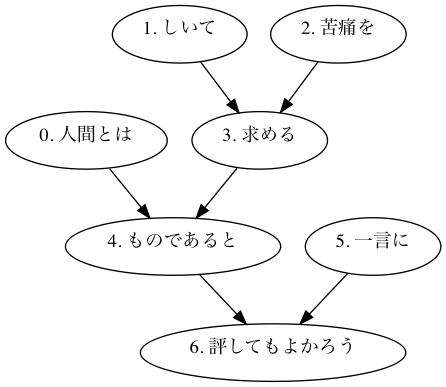 1. しいて
2. 苦痛を
0. 人間とは
3. 求める
4. ものであると
5. 一言に
6. 評してもよかろう